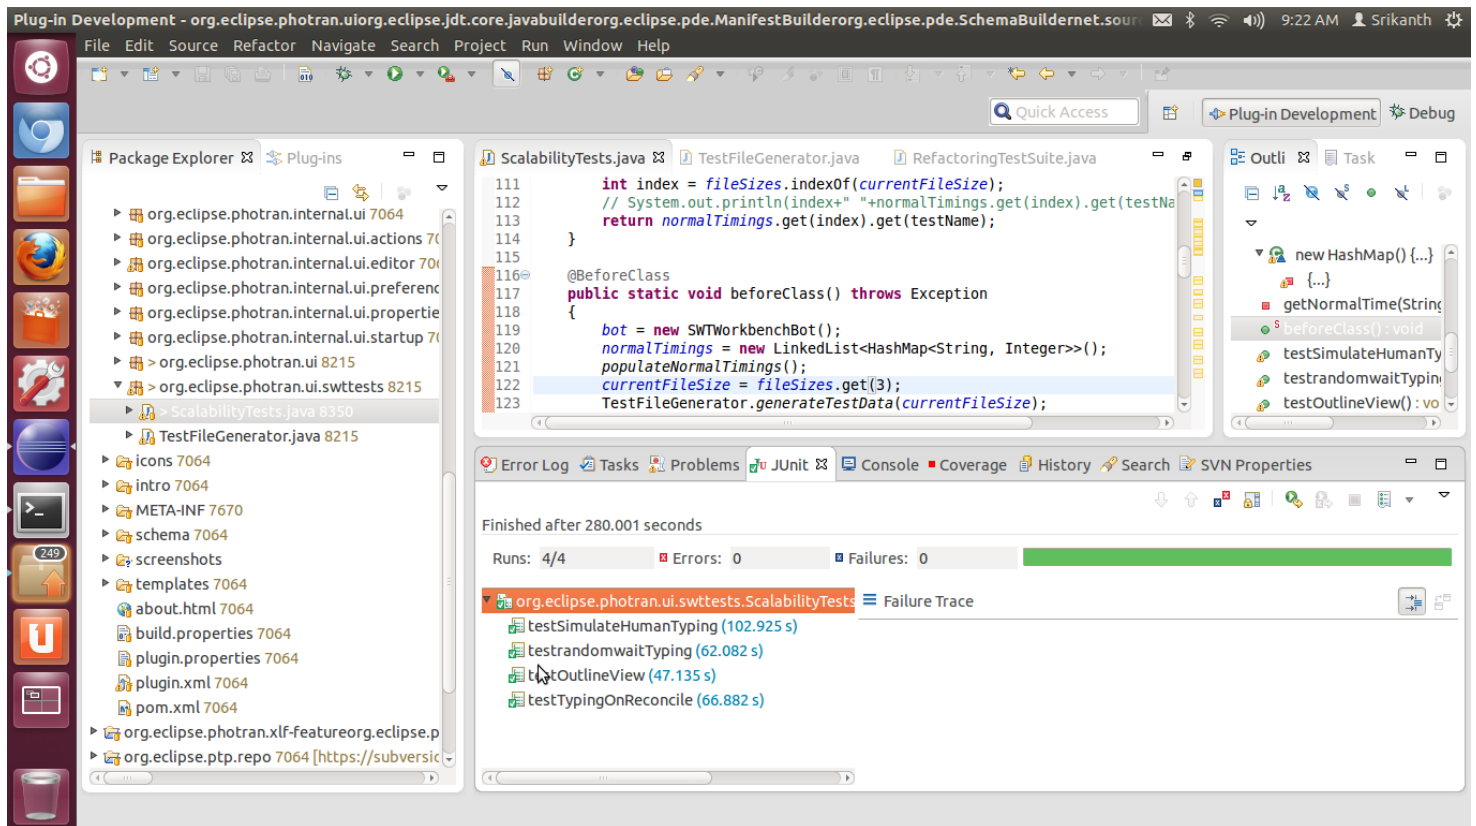 Plug-in Development - org.eclipse.photran.uiorg.eclipse.jdt.core.javabuilderorg.eclipse.pde.ManifestBuilderorg.eclipse.pde.SchemaBuildernet.sour 9:22 AM Srikanth
File Edit Source Refactor Navigate Search Project Run Window Help
Quick Access
Plug-in Development Debug
Package Explorer Plug-ins
org.eclipse.photran.internal.ui 7064
org.eclipse.photran.internal.ui.actions 70
org.eclipse.photran.internal.ui.editor 70
org.eclipse.photran.internal.ui.preferenc
org.eclipse.photran.internal.ui.propertie
org.eclipse.photran.internal.ui.startup 70
> org.eclipse.photran.ui 8215
> org.eclipse.photran.ui.swttests 8215
> ScalabilityTests.java 8350
TestFileGenerator.java 8215
icons 7064
intro 7064
META-INF 7670
schema 7064
screenshots
templates 7064
about.html 7064
build.properties 7064
plugin.properties 7064
plugin.xml 7064
pom.xml 7064
org.eclipse.photran.xlf-featureorg.eclipse.p
org.eclipse.ptp.repo 7064 [https://subversic
249
ScalabilityTests.java TestFileGenerator.java RefactoringTestSuite.java
111 int index = fileSizes.indexOf(currentFileSize);
112 // System.out.println(index+" "+normalTimings.get(index).get(testNa
113 return normalTimings.get(index).get(testName);
114 }
115
116 @BeforeClass
117 public static void beforeClass() throws Exception
118 {
119 bot = new SWTWorkbenchBot();
120 normalTimings = new LinkedList<HashMap<String, Integer>>();
121 populateNormalTimings();
122 currentFileSize = fileSizes.get(3);
123 TestFileGenerator.generateTestData(currentFileSize);
Outli Task
new HashMap() {...}
{...}
getNormalTime(String
beforeClass() : void
testSimulateHumanTy
testrandomwaitTyping
testOutlineView() : vo
Error Log Tasks Problems JUnit Console Coverage History Search SVN Properties
Finished after 280.001 seconds
Runs: 4/4 Errors: 0 Failures: 0
org.eclipse.photran.ui.swttests.ScalabilityTests Failure Trace
testSimulateHumanTyping (102.925 s)
testrandomwaitTyping (62.082 s)
testOutlineView (47.135 s)
testTypingOnReconcile (66.882 s)